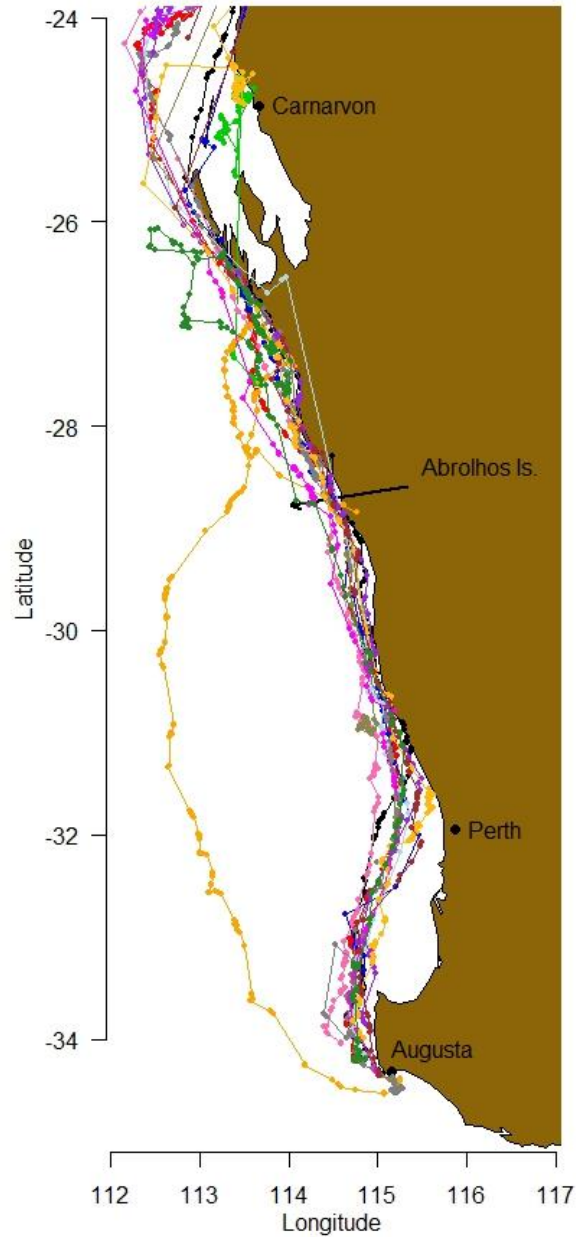 -24
Carnarvon
-26
-28
Abrolhos Is.
Latitude
-30
-32
Perth
-34
Augusta
112 113 114 115 116 117
Longitude